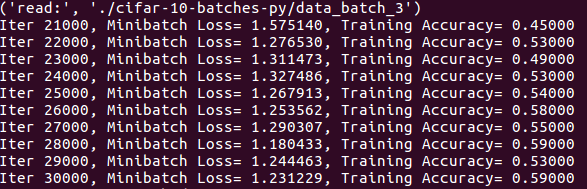 ('read:', './cifar-10-batches-py/data_batch_3')
Iter 21000, Minibatch Loss= 1.575140, Training Accuracy= 0.45000
Iter 22000, Minibatch Loss= 1.276530, Training Accuracy= 0.53000
Iter 23000, Minibatch Loss= 1.311473, Training Accuracy= 0.49000
Iter 24000, Minibatch Loss= 1.327486, Training Accuracy= 0.53000
Iter 25000, Minibatch Loss= 1.267913, Training Accuracy= 0.54000
Iter 26000, Minibatch Loss= 1.253562, Training Accuracy= 0.58000
Iter 27000, Minibatch Loss= 1.290307, Training Accuracy= 0.55000
Iter 28000, Minibatch Loss= 1.180433, Training Accuracy= 0.59000
Iter 29000, Minibatch Loss= 1.244463, Training Accuracy= 0.53000
Iter 30000, Minibatch Loss= 1.231229, Training Accuracy= 0.59000